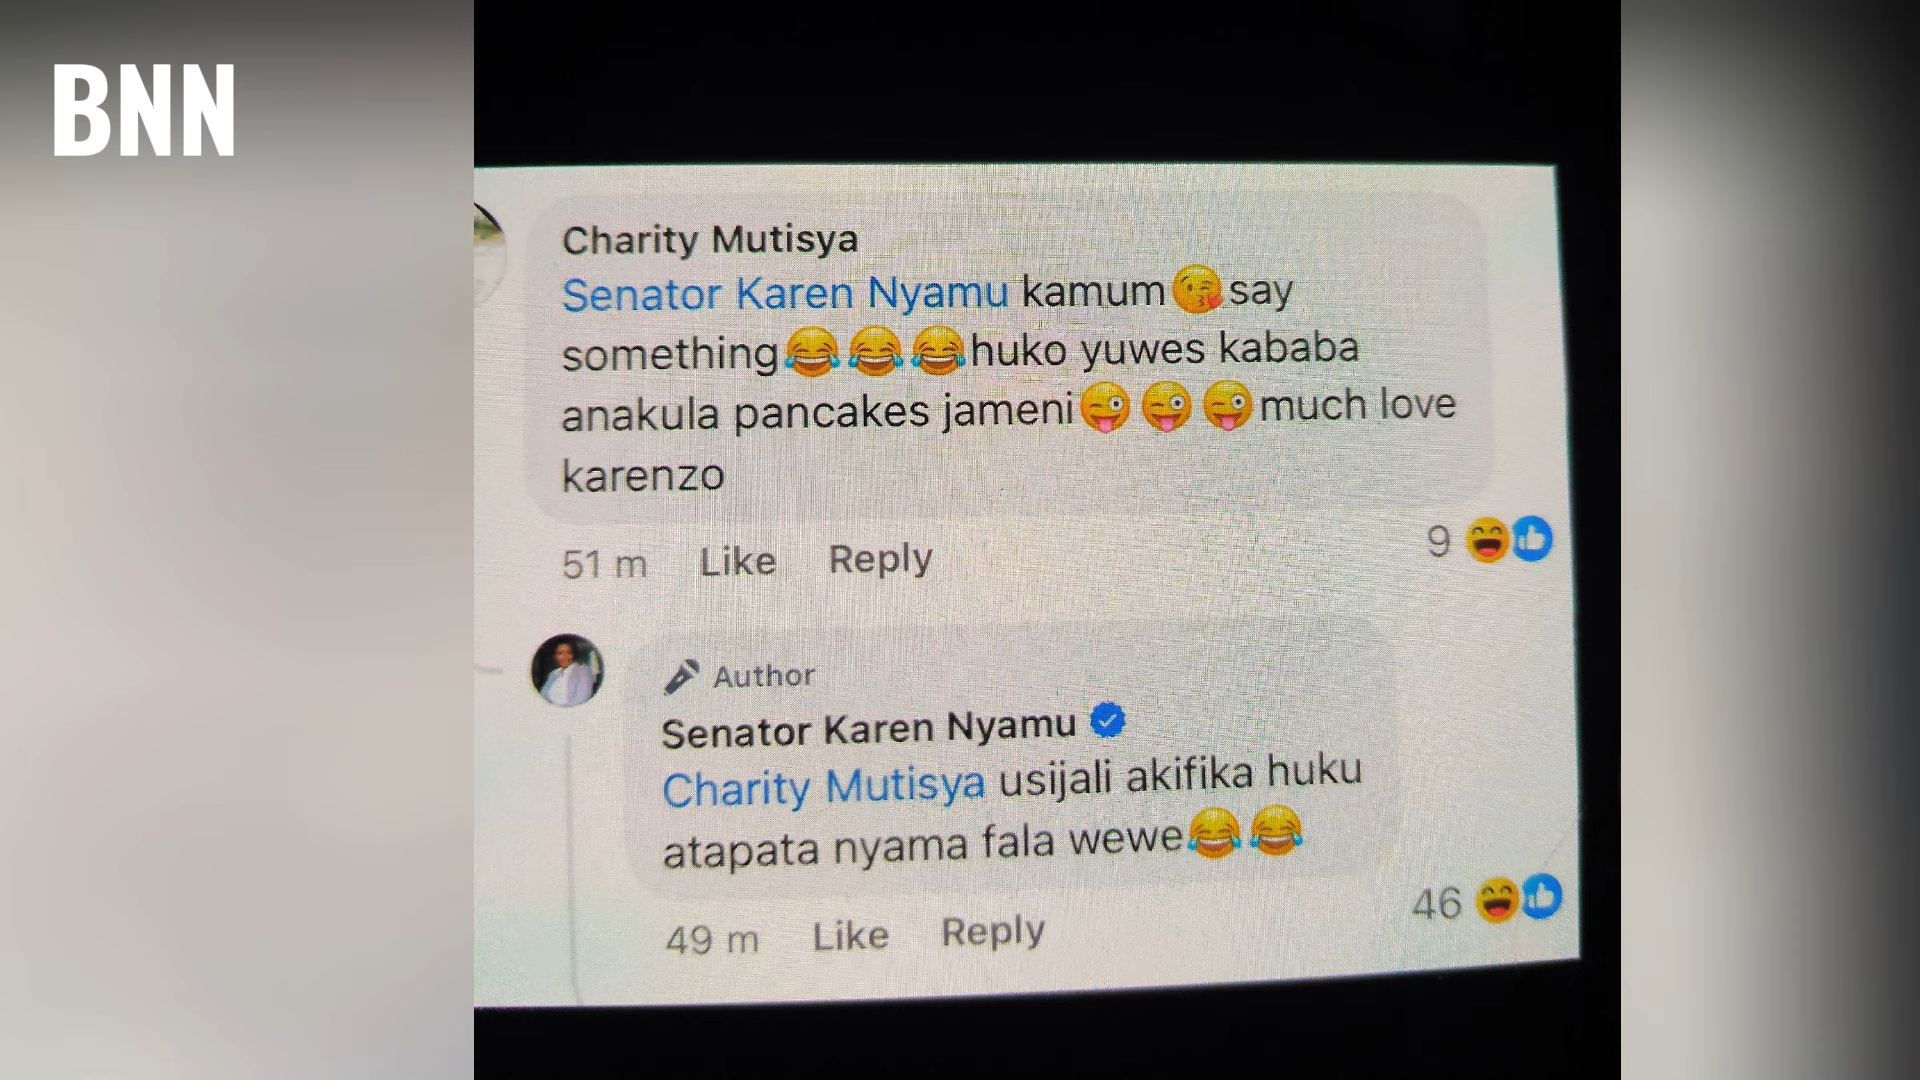 BNN
Charity Mutisya
Senator Karen Nyamu kamum😘say
something😂😂😂huko yuwes kababa
anakula pancakes jameni😜😜😜much love
karenzo
51 m Like Reply
9
Author
Senator Karen Nyamu
Charity Mutisya usijali akifika huku
atapata nyama fala wewe😂😂
49 m Like Reply
46